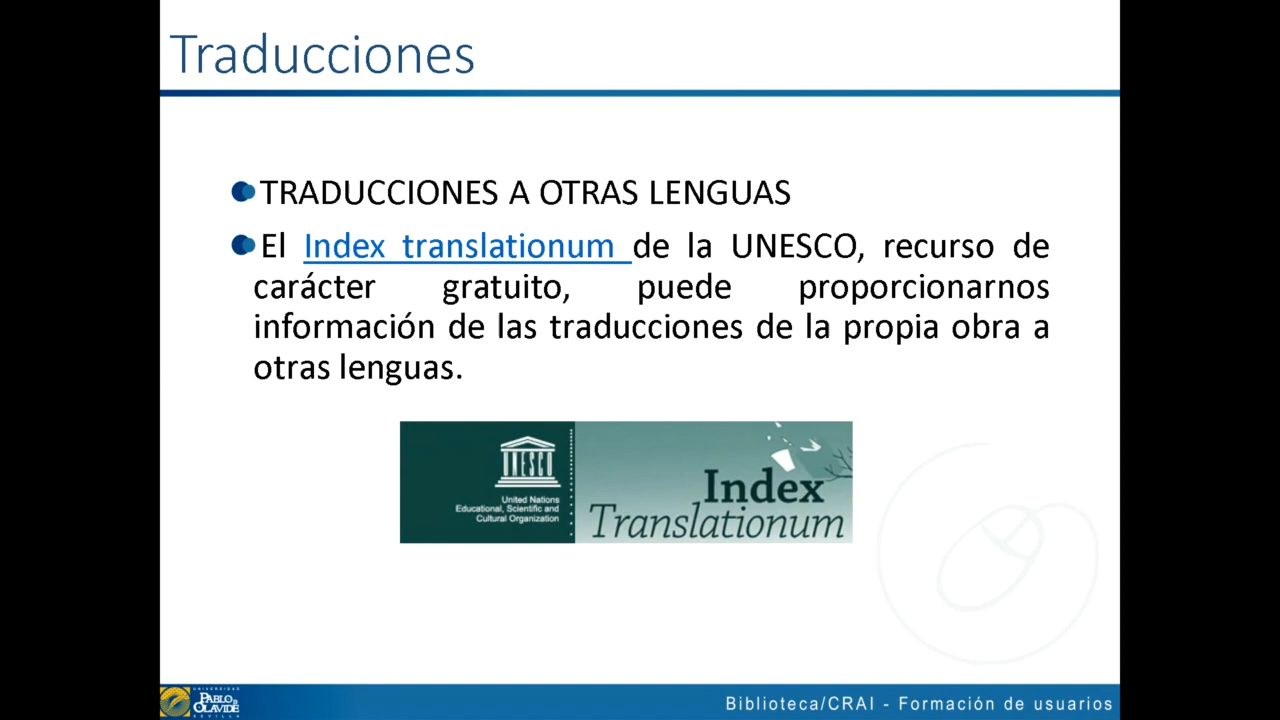 Traducciones
TRADUCCIONES A OTRAS LENGUAS
El Index translationum de la UNESCO, recurso de
carácter gratuito, puede proporcionarnos
información de las traducciones de la propia obra a
otras lenguas.
UNESCO
United Nations
Educational, Scientific and
Cultural Organization
Index
Translationum
UNIVERSIDAD
PABLO DE
OLAVIDE
SEVILLA
Biblioteca/CRAI - Formación de usuarios